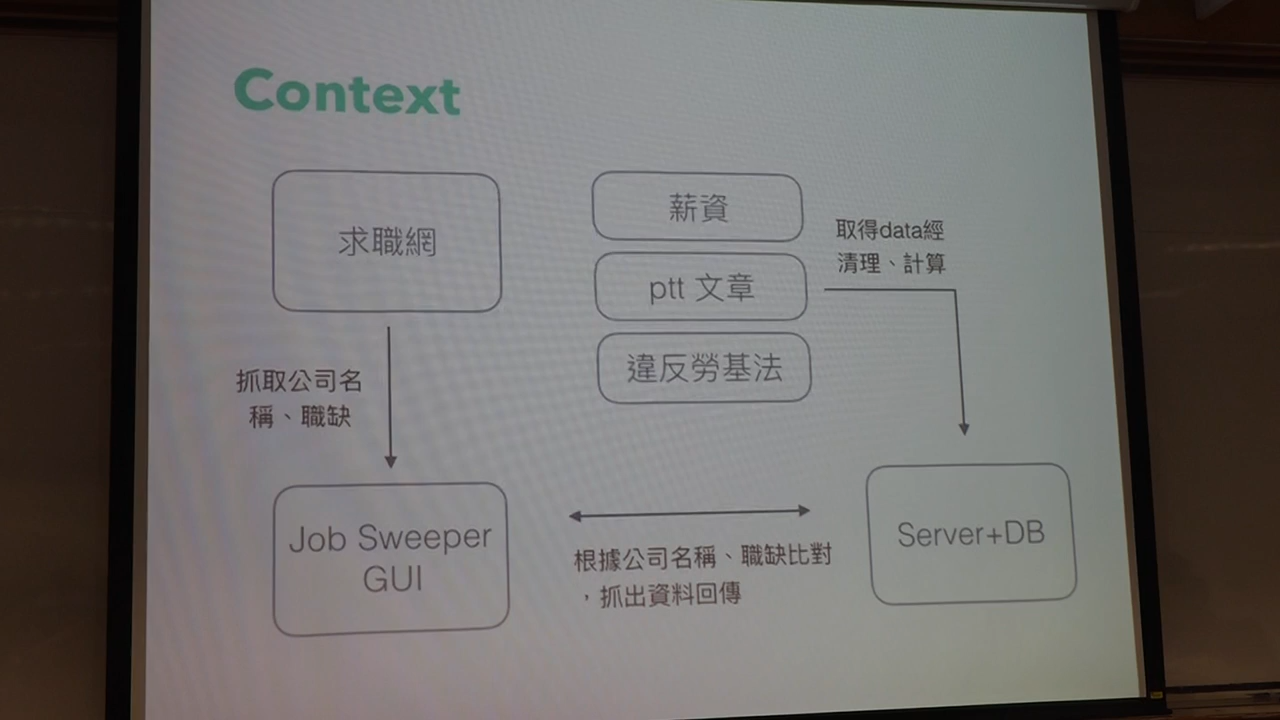 Context
求職網
薪資
ptt 文章
違反勞基法
取得data經
清理、計算
抓取公司名
稱、職缺
Job Sweeper
GUI
根據公司名稱、職缺比對
，抓出資料回傳
Server+DB